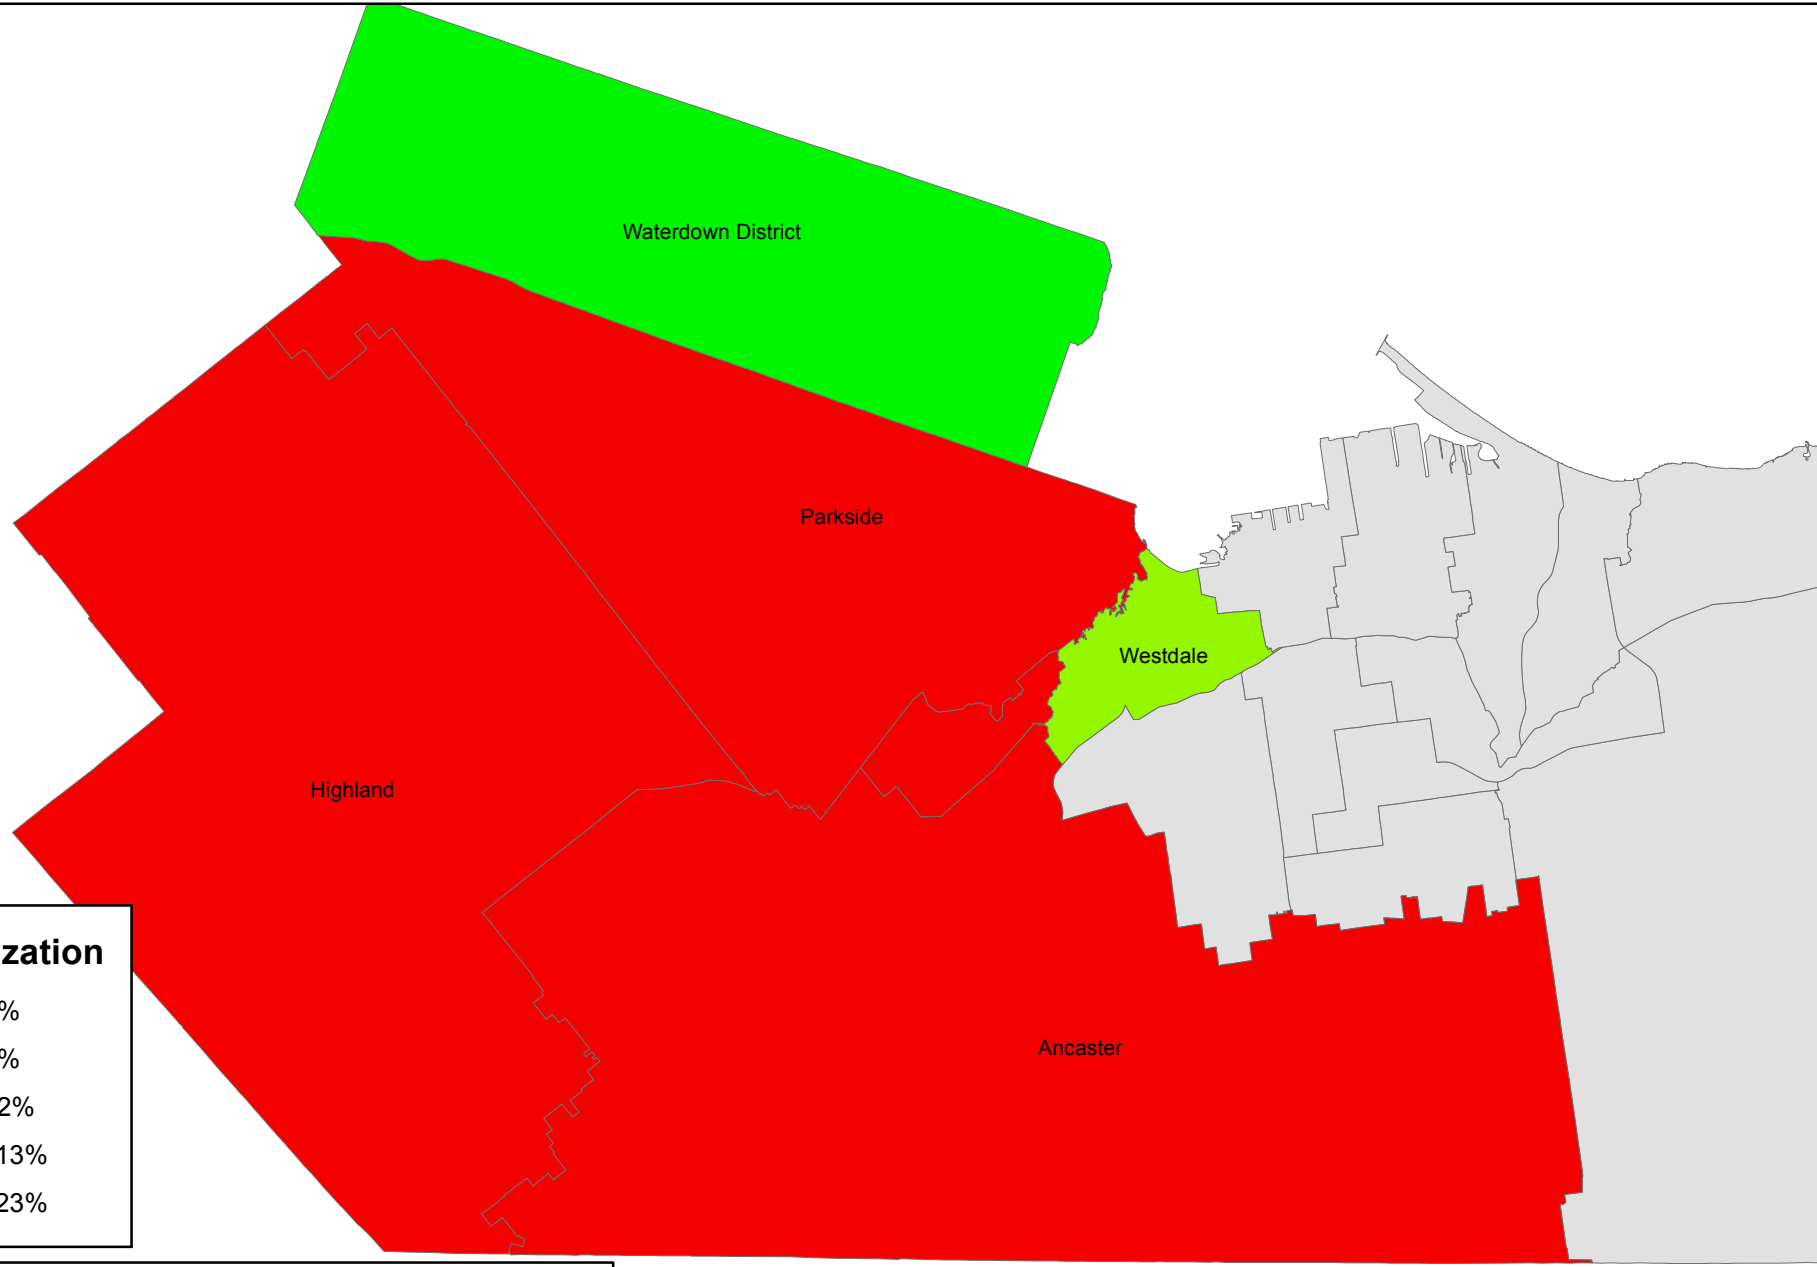 Waterdown District
Parkside
Westdale
Highland
Ancaster
zation
%
%
2%
13%
23%